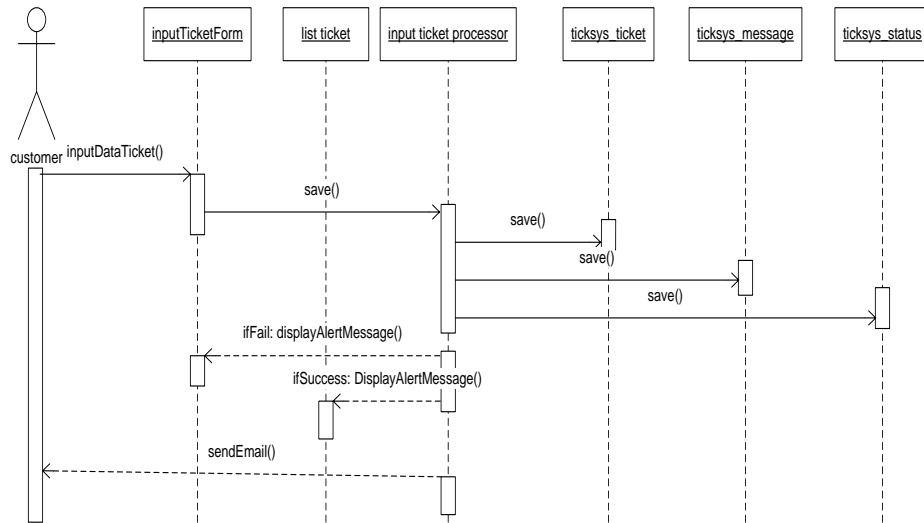 inputTicketForm
list ticket
input ticket processor
ticksys_ticket
ticksys_message
ticksys_status
customer
inputDataTicket()
save()
save()
save()
save()
ifFail: displayAlertMessage()
ifSuccess: DisplayAlertMessage()
sendEmail()